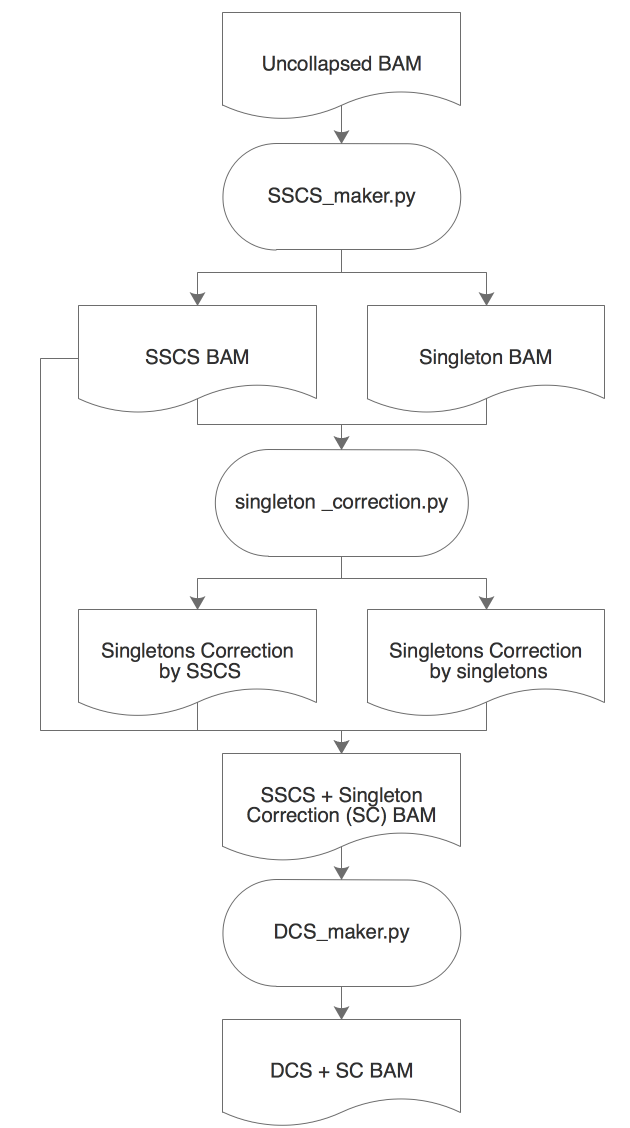 Uncollapsed BAM
SSCS_maker.py
SSCS BAM
Singleton BAM
singleton _correction.py
Singletons Correction
by SSCS
Singletons Correction
by singletons
SSCS + Singleton
Correction (SC) BAM
DCS_maker.py
DCS + SC BAM